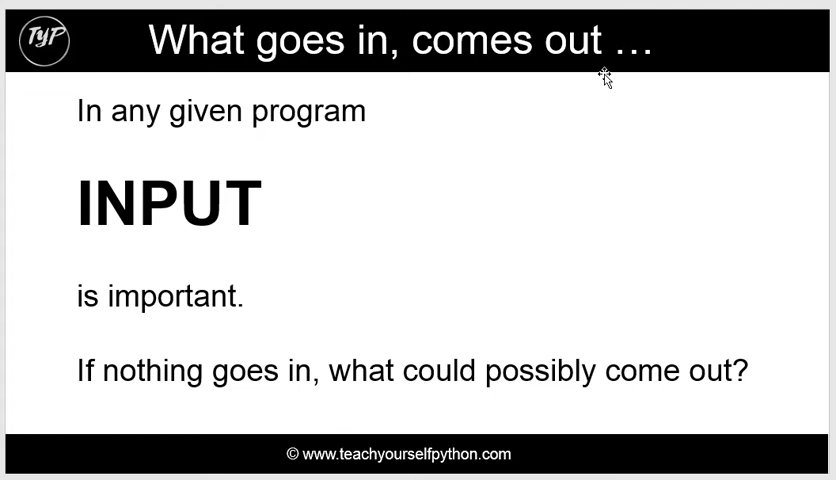 TyP
What goes in, comes out …
In any given program
INPUT
is important.
If nothing goes in, what could possibly come out?
© www.teachyourselfpython.com